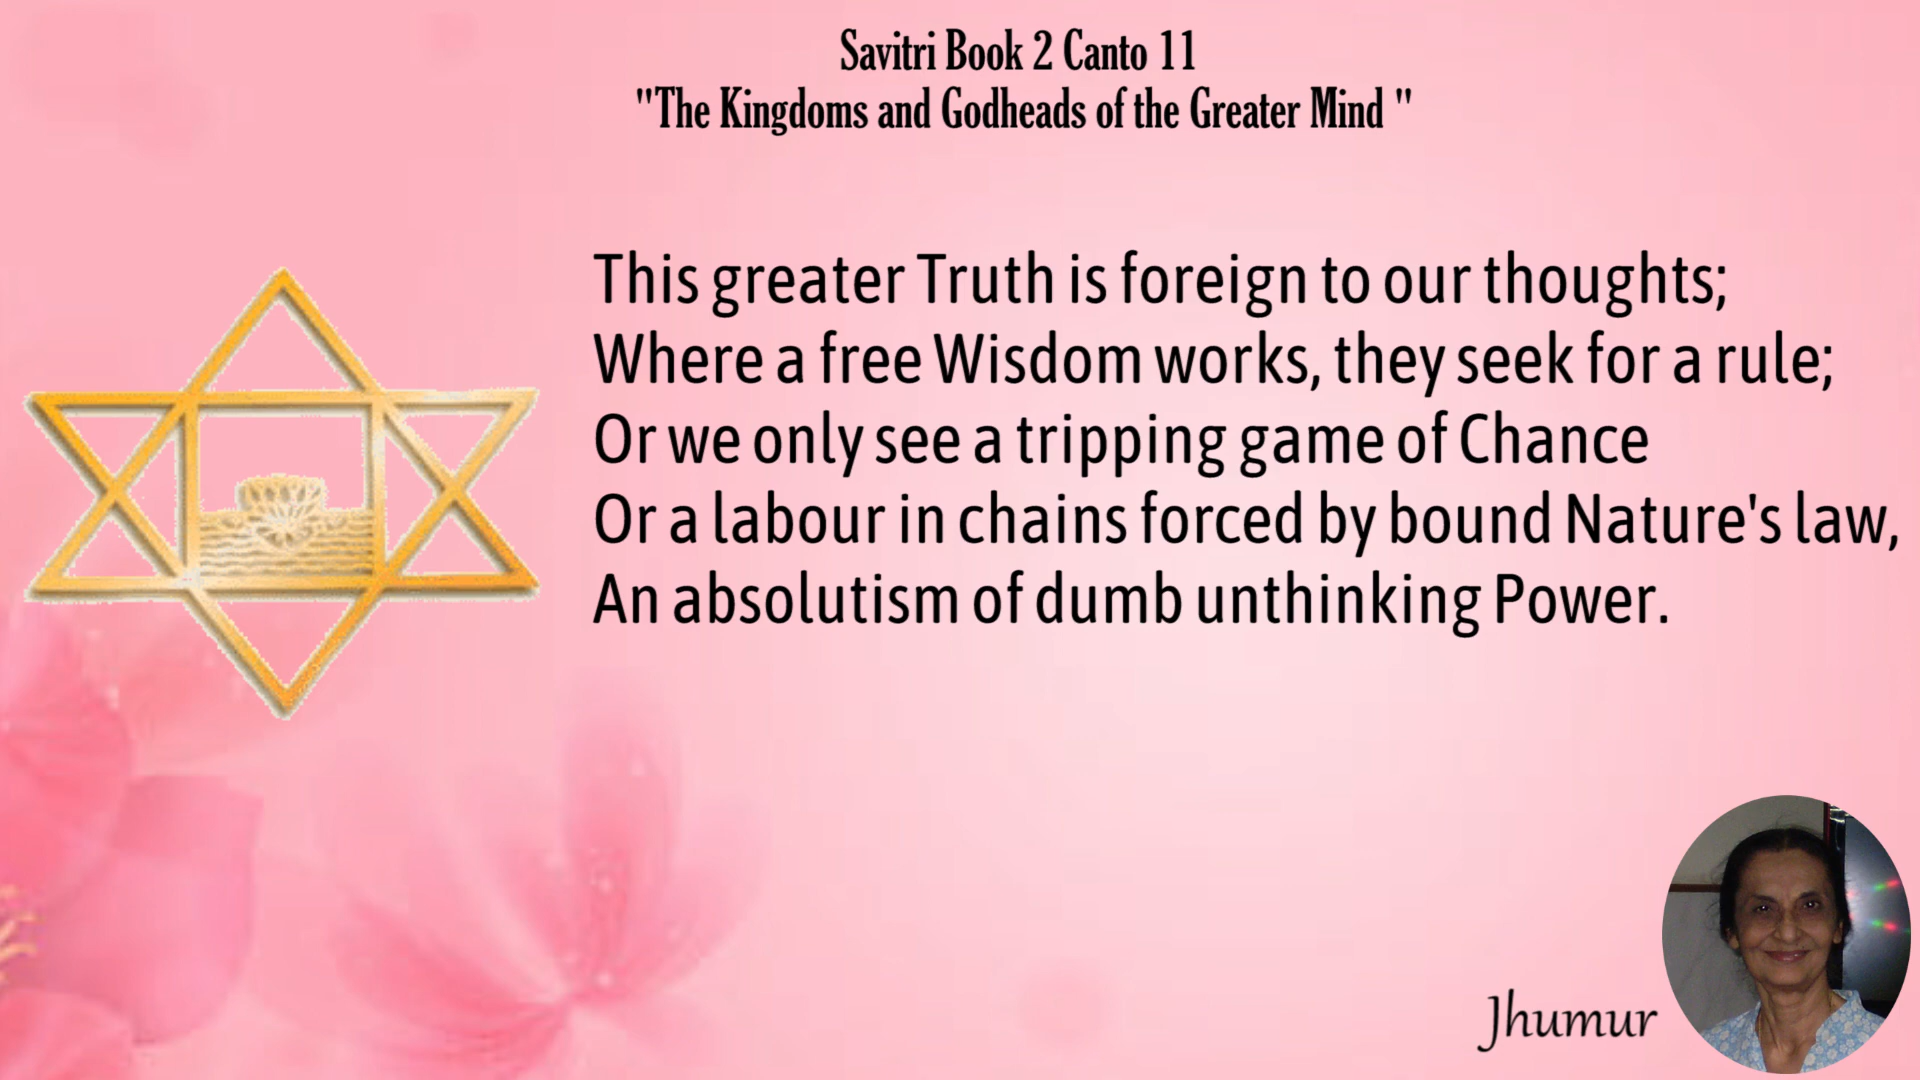 Savitri Book 2 Canto 11
"The Kingdoms and Godheads of the Greater Mind "
This greater Truth is foreign to our thoughts;
Where a free Wisdom works, they seek for a rule;
Or we only see a tripping game of Chance
Or a labour in chains forced by bound Nature's law,
An absolutism of dumb unthinking Power.
Jhumur